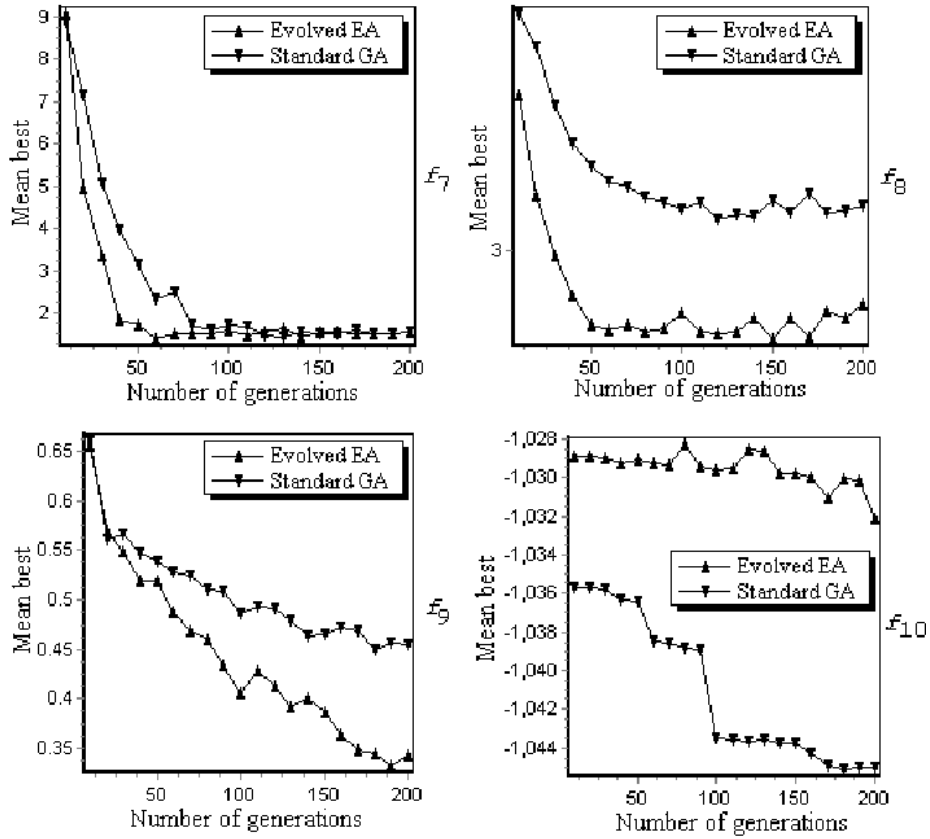 9
8
7
6
5
4
3
2
Mean best
Evolved EA
Standard GA
50
100
150
200
Number of generations
f7
3
Mean best
Evolved EA
Standard GA
50
100
150
200
Number of generations
f8
0.65
0.6
0.55
0.5
0.45
0.4
0.35
Mean best
Evolved EA
Standard GA
50
100
150
200
Number of generations
f9
-1,028
-1,030
-1,032
-1,034
-1,036
-1,038
-1,040
-1,042
-1,044
Mean best
Evolved EA
Standard GA
50
100
150
200
Number of generations
f10